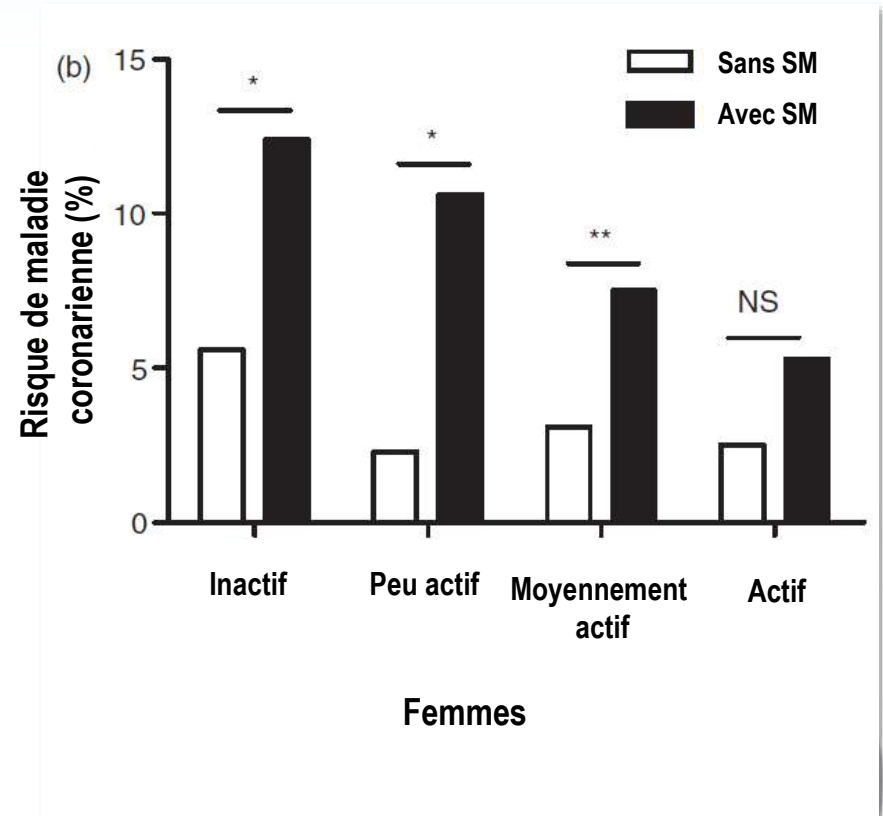 (b)
15
10
5
0
Risque de maladie
coronarienne (%)
Sans SM
Avec SM
*
*
**
NS
Inactif
Peu actif
Moyennement
actif
Actif
Femmes